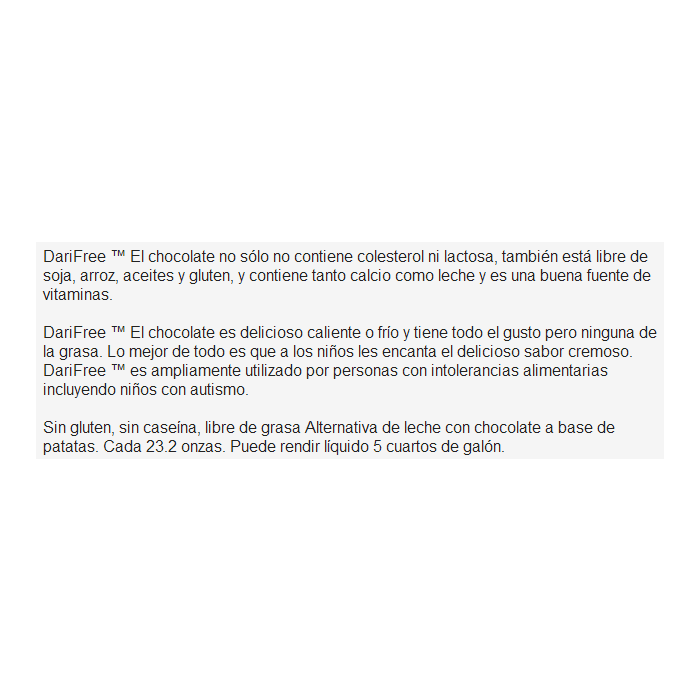 DariFree ™ El chocolate no sólo no contiene colesterol ni lactosa, también está libre de
soja, arroz, aceites y gluten, y contiene tanto calcio como leche y es una buena fuente de
vitaminas.
DariFree ™ El chocolate es delicioso caliente o frío y tiene todo el gusto pero ninguna de
la grasa. Lo mejor de todo es que a los niños les encanta el delicioso sabor cremoso.
DariFree ™ es ampliamente utilizado por personas con intolerancias alimentarias
incluyendo niños con autismo.
Sin gluten, sin caseína, libre de grasa Alternativa de leche con chocolate a base de
patatas. Cada 23.2 onzas. Puede rendir líquido 5 cuartos de galón.